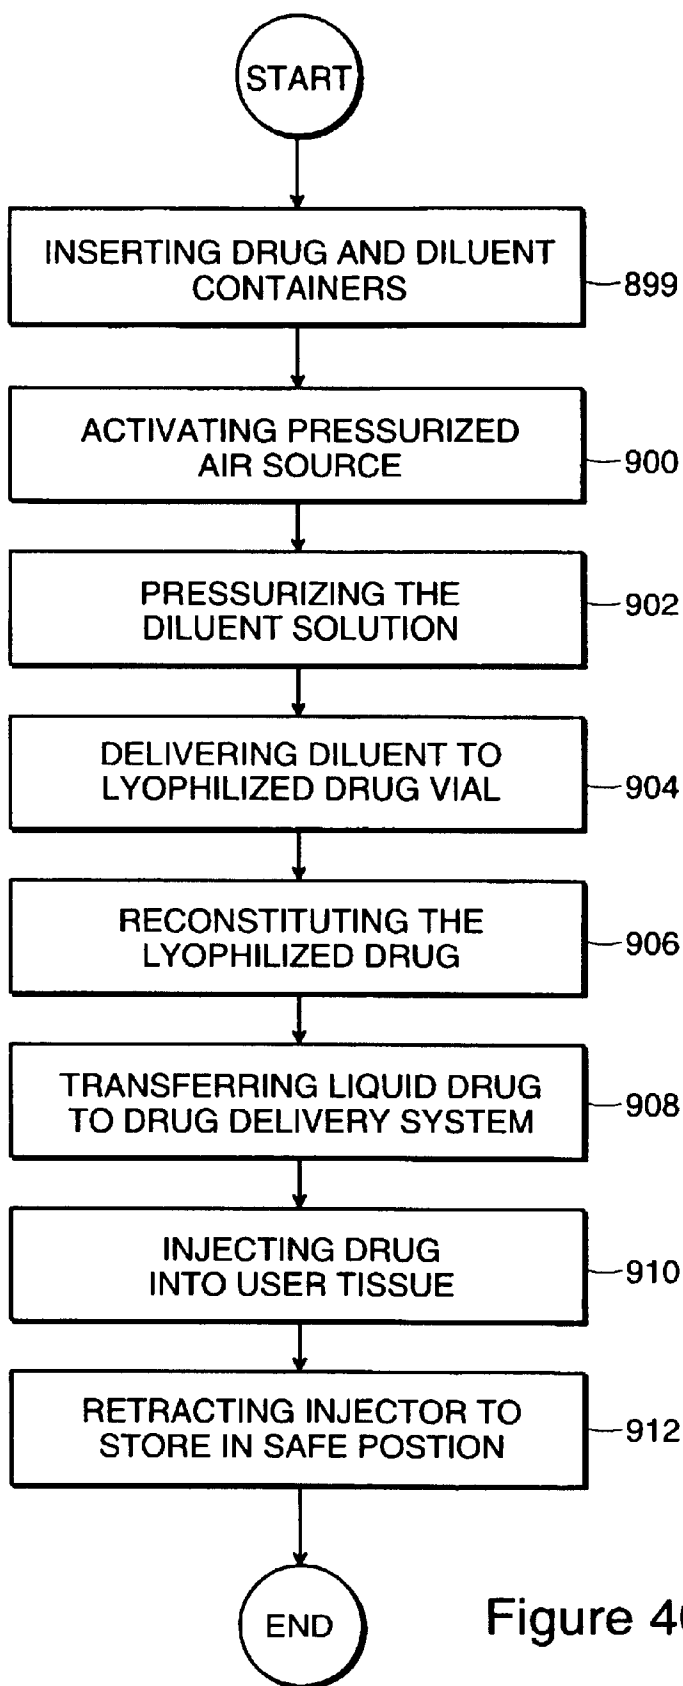 START
INSERTING DRUG AND DILUENT
CONTAINERS
899
ACTIVATING PRESSURIZED
AIR SOURCE
900
PRESSURIZING THE
DILUENT SOLUTION
902
DELIVERING DILUENT TO
LYOPHILIZED DRUG VIAL
904
RECONSTITUTING THE
LYOPHILIZED DRUG
906
TRANSFERRING LIQUID DRUG
TO DRUG DELIVERY SYSTEM
908
INJECTING DRUG
INTO USER TISSUE
910
RETRACTING INJECTOR TO
STORE IN SAFE POSTION
912
END
Figure